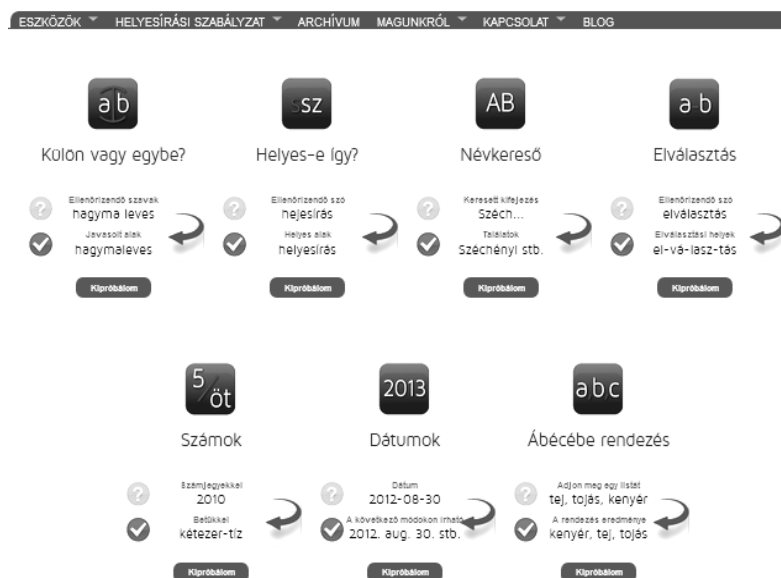 ESZKÖZÖK HELYESÍRÁSI SZABÁLYZAT ARCHÍVUM MAGUNKRÓL KAPCSOLAT BLOG
a b
sz
AB
a-b
Külön vagy egybe?
Helyes-e így?
Névkereső
Elválasztás
Ellenőrizendő szavak
hagyma leves
Javasolt alak
hagymaleves
Kipróbálom
Ellenőrizendő szó
hejesírás
Helyes alak
helyesírás
Kipróbálom
Keresett kifejezés
Széch...
Találatok
Széchényi stb.
Kipróbálom
Ellenőrizendő szó
elválasztás
Elválasztási helyek
el-vá-lasz-tás
Kipróbálom
5/öt
2013
a,b,c
Számok
Dátumok
Ábécébe rendezés
Számjegyekkel
2010
Betűkkel
kétezer-tíz
Kipróbálom
Dátum
2012-08-30
A következő módokon írható
2012. aug. 30. stb.
Kipróbálom
Adjon meg egy listát
tej, tojás, kenyér
A rendezés eredménye
kenyér, tej, tojás
Kipróbálom